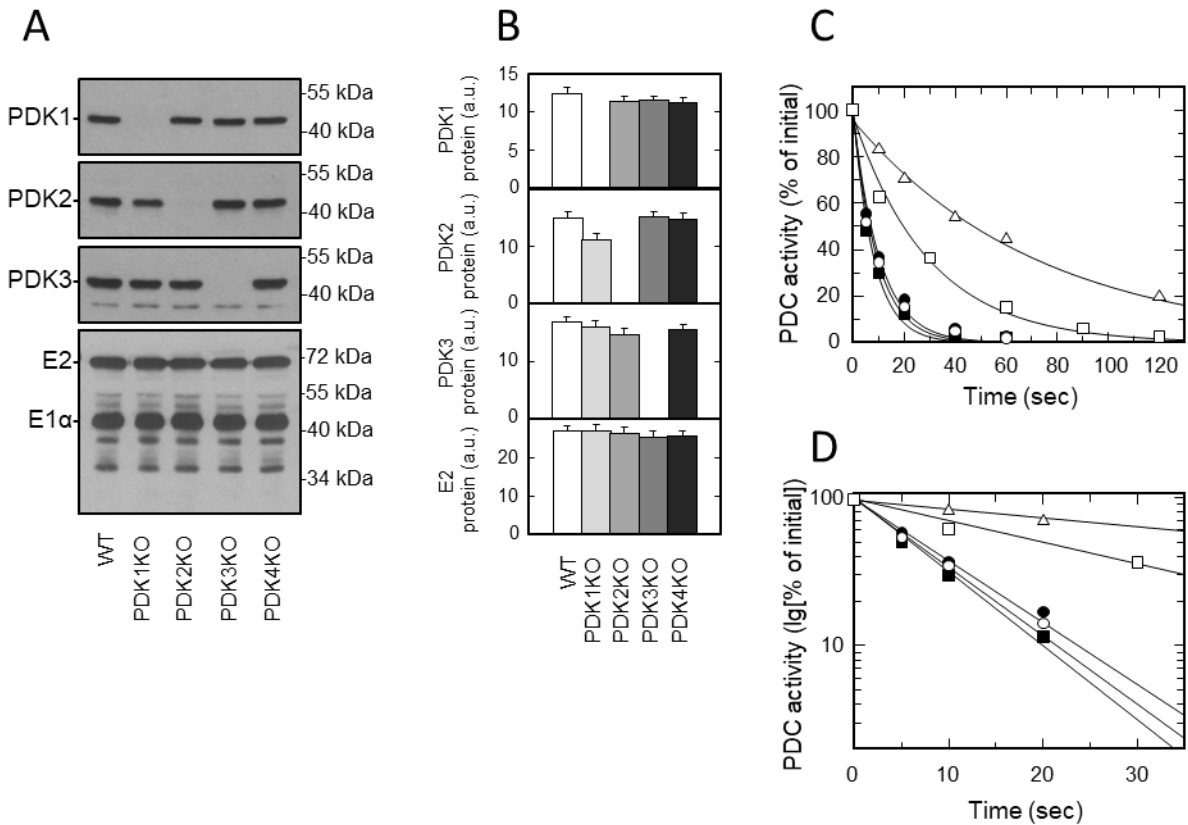 A
PDK1
55 kDa
40 kDa
PDK2
55 kDa
40 kDa
PDK3
55 kDa
40 kDa
E2
72 kDa
55 kDa
E1α
40 kDa
34 kDa
WT
PDK1KO
PDK2KO
PDK3KO
PDK4KO
B
PDK1
protein (a.u.)
15
10
5
0
PDK2
protein (a.u.)
10
0
PDK3
protein (a.u.)
10
0
E2
protein (a.u.)
20
10
0
WT
PDK1KO
PDK2KO
PDK3KO
PDK4KO
C
PDC activity (% of initial)
100
80
60
40
20
0
0 20 40 60 80 100 120
Time (sec)
D
PDC activity (lg[% of initial])
100
10
0 10 20 30
Time (sec)